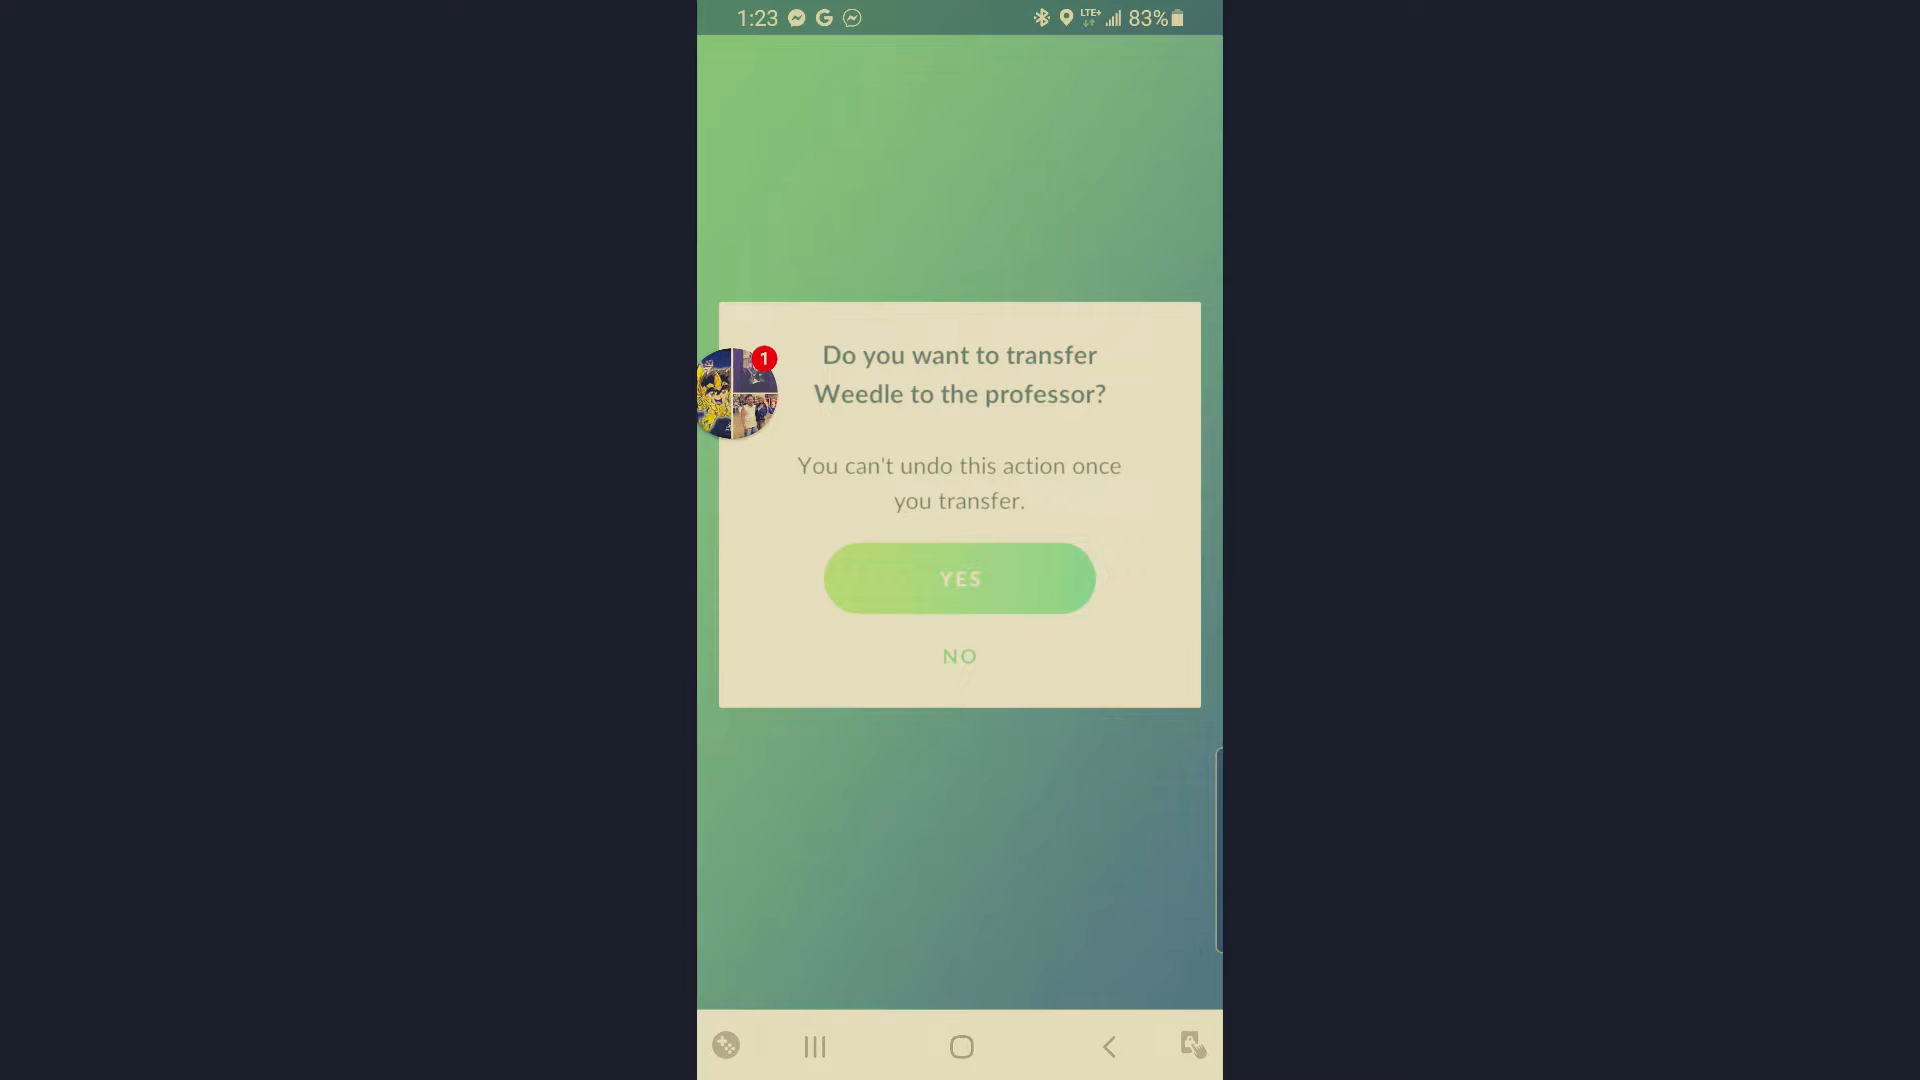 1:23
LTE+
83%
1
Do you want to transfer
Weedle to the professor?
You can't undo this action once
you transfer.
YES
NO